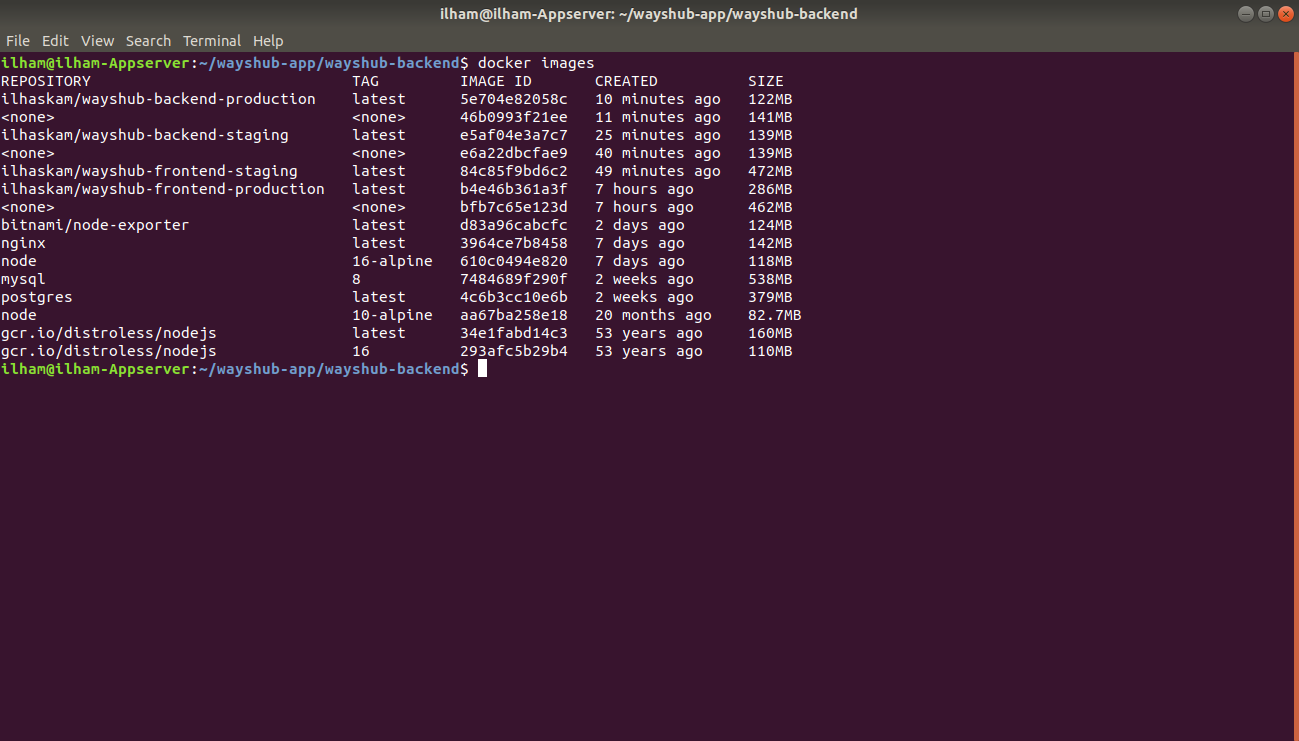 ilham@ilham-Appserver: ~/wayshub-app/wayshub-backend
File Edit View Search Terminal Help
ilham@ilham-Appserver:~/wayshub-app/wayshub-backend$ docker images
REPOSITORY TAG IMAGE ID CREATED SIZE
ilhaskam/wayshub-backend-production latest 5e704e82058c 10 minutes ago 122MB
<none> <none> 46b0993f21ee 11 minutes ago 141MB
ilhaskam/wayshub-backend-staging latest e5af04e3a7c7 25 minutes ago 139MB
<none> <none> e6a22dbcfae9 40 minutes ago 139MB
ilhaskam/wayshub-frontend-staging latest 84c85f9bd6c2 49 minutes ago 472MB
ilhaskam/wayshub-frontend-production latest b4e46b361a3f 7 hours ago 286MB
<none> <none> bfb7c65e123d 7 hours ago 462MB
bitnami/node-exporter latest d83a96cabcfc 2 days ago 124MB
nginx latest 3964ce7b8458 7 days ago 142MB
node 16-alpine 610c0494e820 7 days ago 118MB
mysql 8 7484689f290f 2 weeks ago 538MB
postgres latest 4c6b3cc10e6b 2 weeks ago 379MB
node 10-alpine aa67ba258e18 20 months ago 82.7MB
gcr.io/distroless/nodejs latest 34e1fabd14c3 53 years ago 160MB
gcr.io/distroless/nodejs 16 293afc5b29b4 53 years ago 110MB
ilham@ilham-Appserver:~/wayshub-app/wayshub-backend$